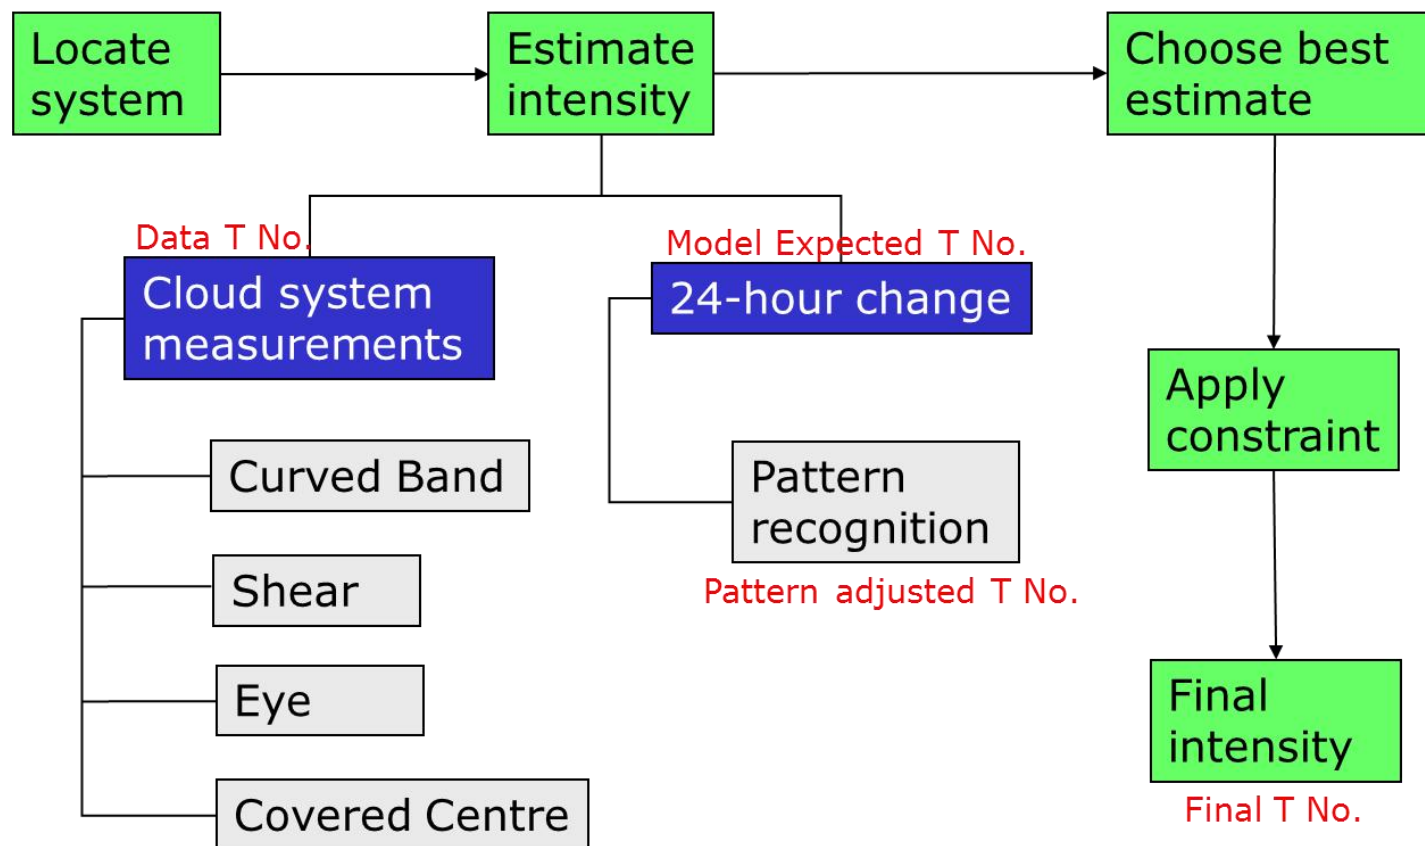 Locate
system
Estimate
intensity
Choose best
estimate
Data T No.
Model Expected T No.
Cloud system
measurements
24-hour change
Apply
constraint
Curved Band
Pattern
recognition
Shear
Pattern adjusted T No.
Eye
Final
intensity
Covered Centre
Final T No.